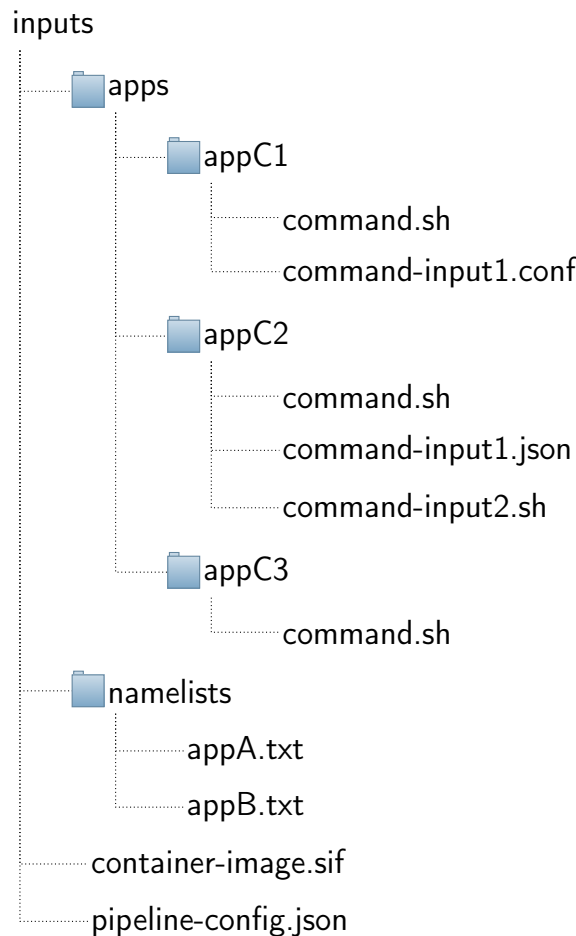 inputs
apps
appC1
command.sh
command-input1.conf
appC2
command.sh
command-input1.json
command-input2.sh
appC3
command.sh
namelists
appA.txt
appB.txt
container-image.sif
pipeline-config.json